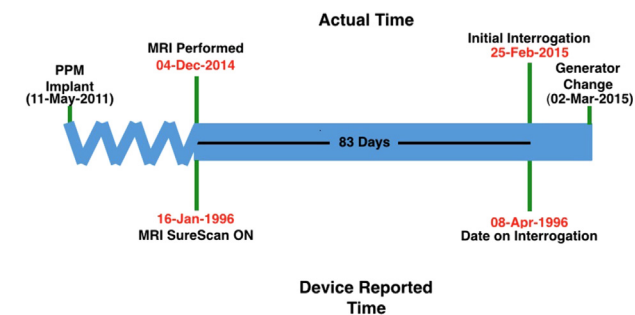 Actual Time
MRI Performed
04-Dec-2014
Initial Interrogation
25-Feb-2015
PPM
Implant
(11-May-2011)
Generator
Change
(02-Mar-2015)
83 Days
16-Jan-1996
MRI SureScan ON
08-Apr-1996
Date on Interrogation
Device Reported
Time